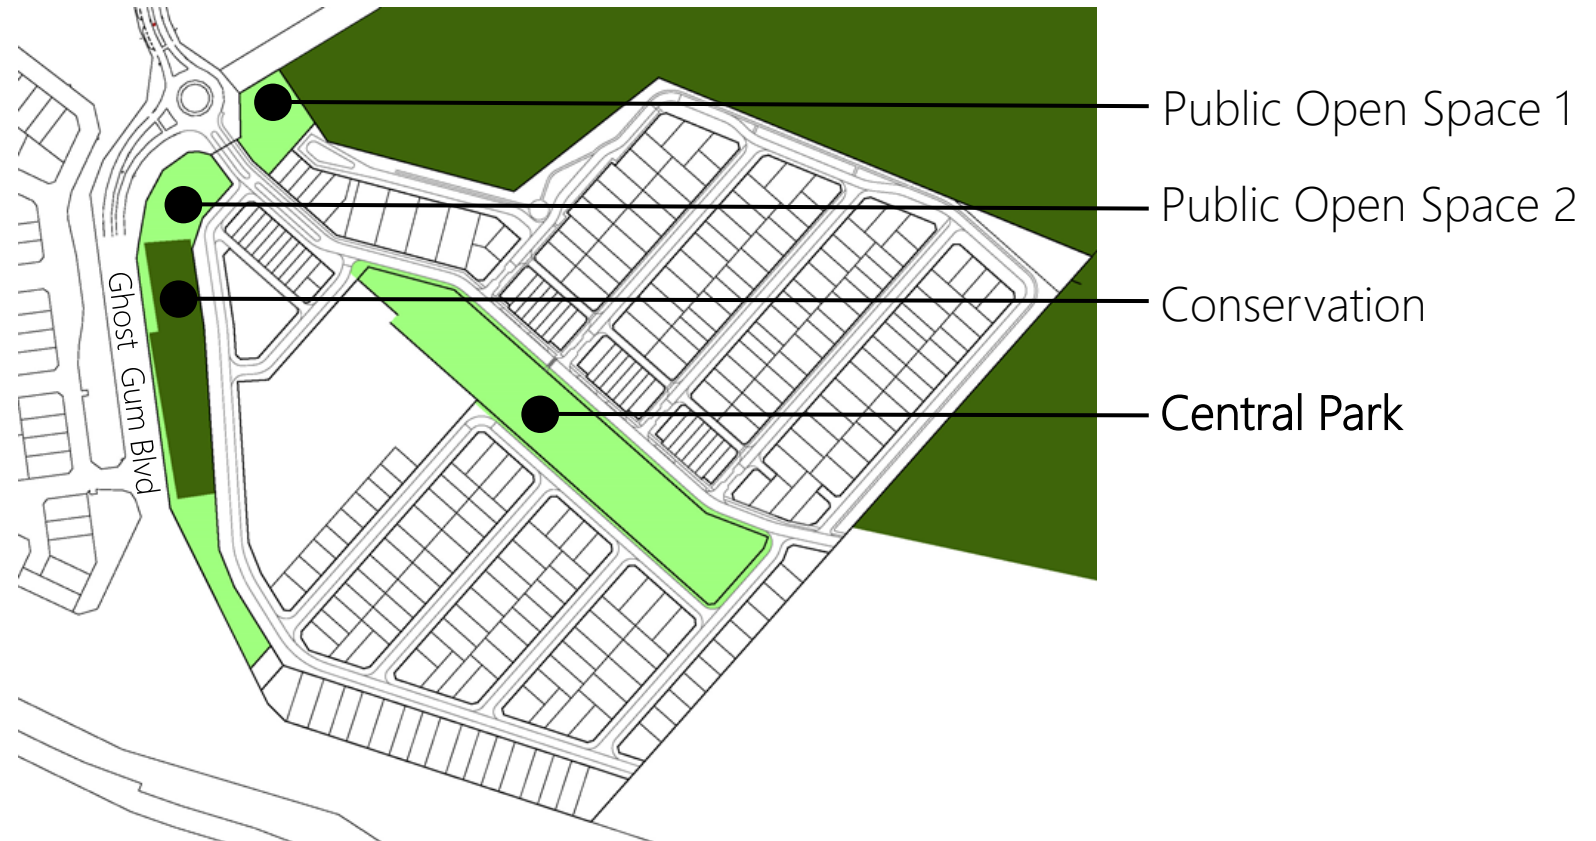 Public Open Space 1
Public Open Space 2
Conservation
Central Park
Ghost Gum Blvd